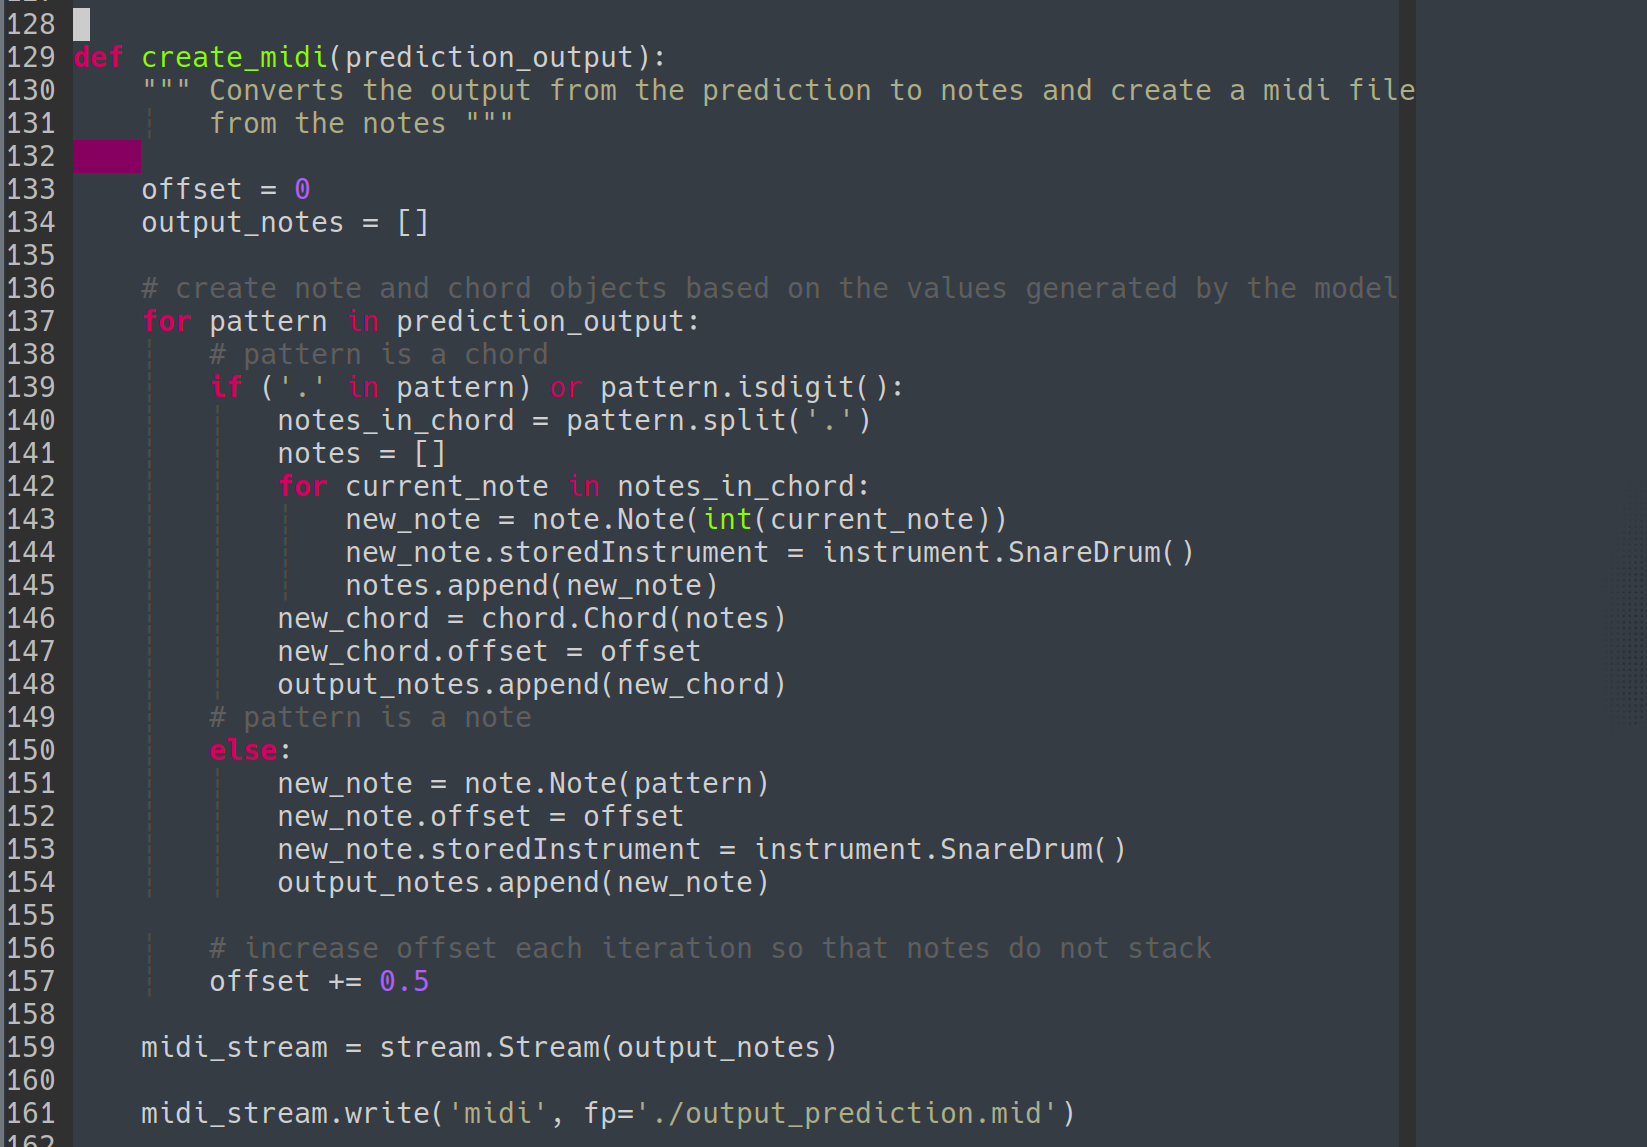 128
129 def create_midi(prediction_output):
130     """ Converts the output from the prediction to notes and create a midi file
131         from the notes """
132
133     offset = 0
134     output_notes = []
135
136     # create note and chord objects based on the values generated by the model
137     for pattern in prediction_output:
138         # pattern is a chord
139         if ('.' in pattern) or pattern.isdigit():
140             notes_in_chord = pattern.split('.')
141             notes = []
142             for current_note in notes_in_chord:
143                 new_note = note.Note(int(current_note))
144                 new_note.storedInstrument = instrument.SnareDrum()
145                 notes.append(new_note)
146             new_chord = chord.Chord(notes)
147             new_chord.offset = offset
148             output_notes.append(new_chord)
149         # pattern is a note
150         else:
151             new_note = note.Note(pattern)
152             new_note.offset = offset
153             new_note.storedInstrument = instrument.SnareDrum()
154             output_notes.append(new_note)
155
156         # increase offset each iteration so that notes do not stack
157         offset += 0.5
158
159     midi_stream = stream.Stream(output_notes)
160
161     midi_stream.write('midi', fp='./output_prediction.mid')
162